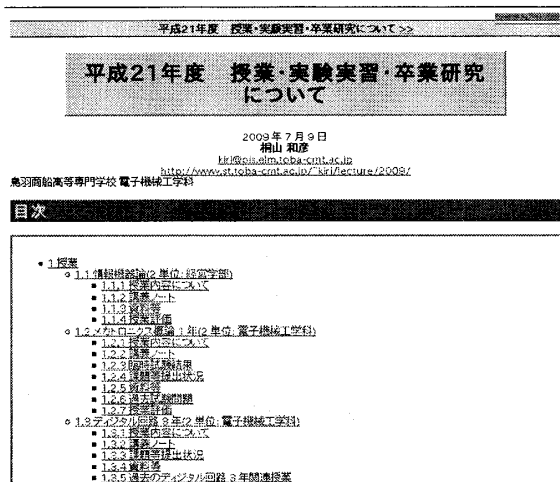 平成21年度　授業・実験実習・卒業研究について >>
平成21年度　授業・実験実習・卒業研究
について
2009年7月9日
桐山 和彦
kiri@pis.elm.toba-cmt.ac.jp
http://www.st.toba-cmt.ac.jp/~kiri/lecture/2009/
鳥羽商船高等専門学校 電子機械工学科
目次
• 1 授業
1.1 情報機器論(2 単位: 経営学部)
1.1.1 授業内容について
1.1.2 講義ノート
1.1.3 資料等
1.1.4 授業評価
1.2 メカトロニクス概論 1 年(2 単位: 電子機械工学科)
1.2.1 授業内容について
1.2.2 講義ノート
1.2.3 臨時試験結果
1.2.4 課題等提出状況
1.2.5 資料等
1.2.6 過去試験問題
1.2.7 授業評価
1.3 ディジタル回路 3 年(2 単位: 電子機械工学科)
1.3.1 授業内容について
1.3.2 講義ノート
1.3.3 課題等提出状況
1.3.4 資料等
1.3.5 過去のディジタル回路 3 年関連授業